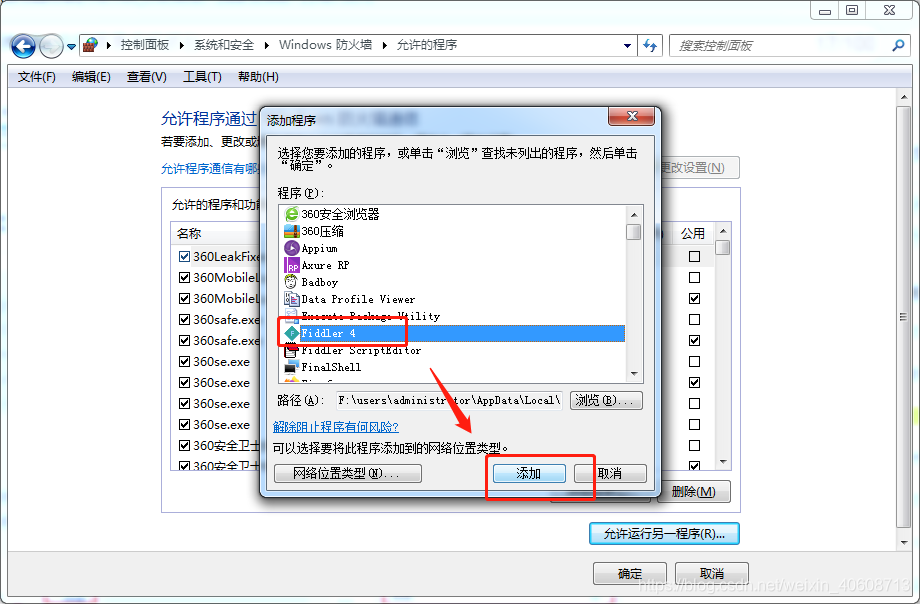 控制面板 ▸ 系统和安全 ▸ Windows 防火墙 ▸ 允许的程序
搜索控制面板
文件(F) 编辑(E) 查看(V) 工具(T) 帮助(H)
允许程序通过
若要添加、更改或
允许程序通信有哪
更改设置(N)
允许的程序和功能
名称
公用
360LeakFixe
360MobileL
360MobileL
360safe.exe
360safe.exe
360se.exe
360se.exe
360se.exe
360se.exe
360安全卫士
360安全卫士
删除(M)
允许运行另一程序(R)...
确定
取消
添加程序
选择您要添加的程序，或单击“浏览”查找未列出的程序，然后单击
“确定”。
程序(P):
360安全浏览器
360压缩
Appium
Axure RP
Badboy
Data Profile Viewer
Execute Package Utility
Fiddler 4
Fiddler ScriptEditor
FinalShell
路径(A):
F:\users\administrator\AppData\Local\
浏览(B)...
解除阻止程序有何风险?
可以选择要将此程序添加到的网络位置类型。
网络位置类型(N)...
添加
取消
https://blog.csdn.net/weixin_40608713